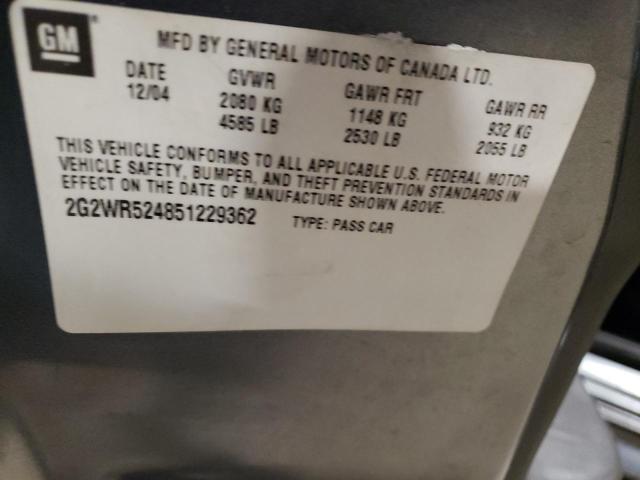 GM
MFD BY GENERAL MOTORS OF CANADA LTD.
DATE GVWR GAWR FRT GAWR RR
12/04 2080 KG 1148 KG 932 KG
4585 LB 2530 LB 2055 LB
THIS VEHICLE CONFORMS TO ALL APPLICABLE U.S. FEDERAL MOTOR
VEHICLE SAFETY, BUMPER, AND THEFT PREVENTION STANDARDS IN
EFFECT ON THE DATE OF MANUFACTURE SHOWN ABOVE.
2G2WR524851229362 TYPE: PASS CAR